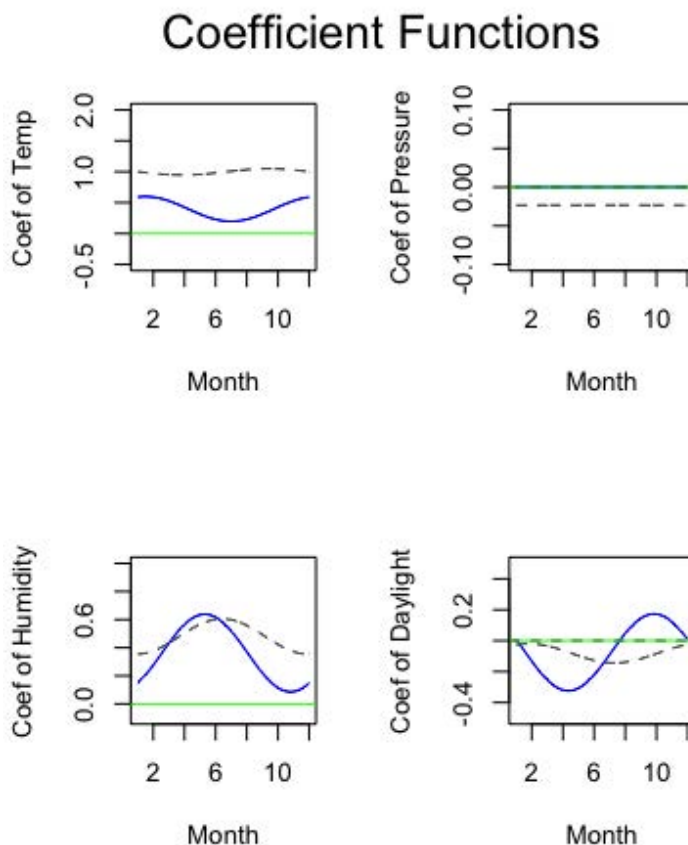 Coefficient Functions
Coef of Temp
2.0
1.0
-0.5
2 6 10
Month
Coef of Pressure
0.10
0.00
-0.10
2 6 10
Month
Coef of Humidity
0.6
0.0
2 6 10
Month
Coef of Daylight
0.2
-0.4
2 6 10
Month